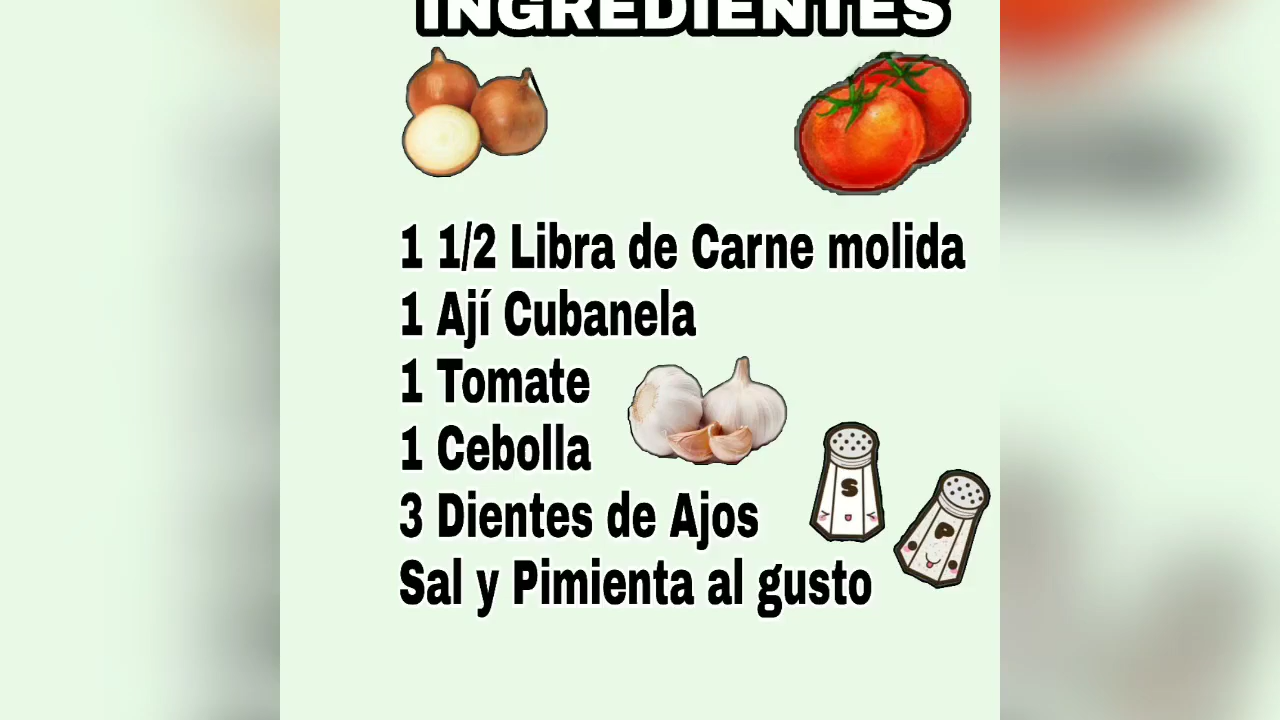 INGREDIENTES
1 1/2 Libra de Carne molida
1 Ají Cubanela
1 Tomate
1 Cebolla
3 Dientes de Ajos
S
P
Sal y Pimienta al gusto